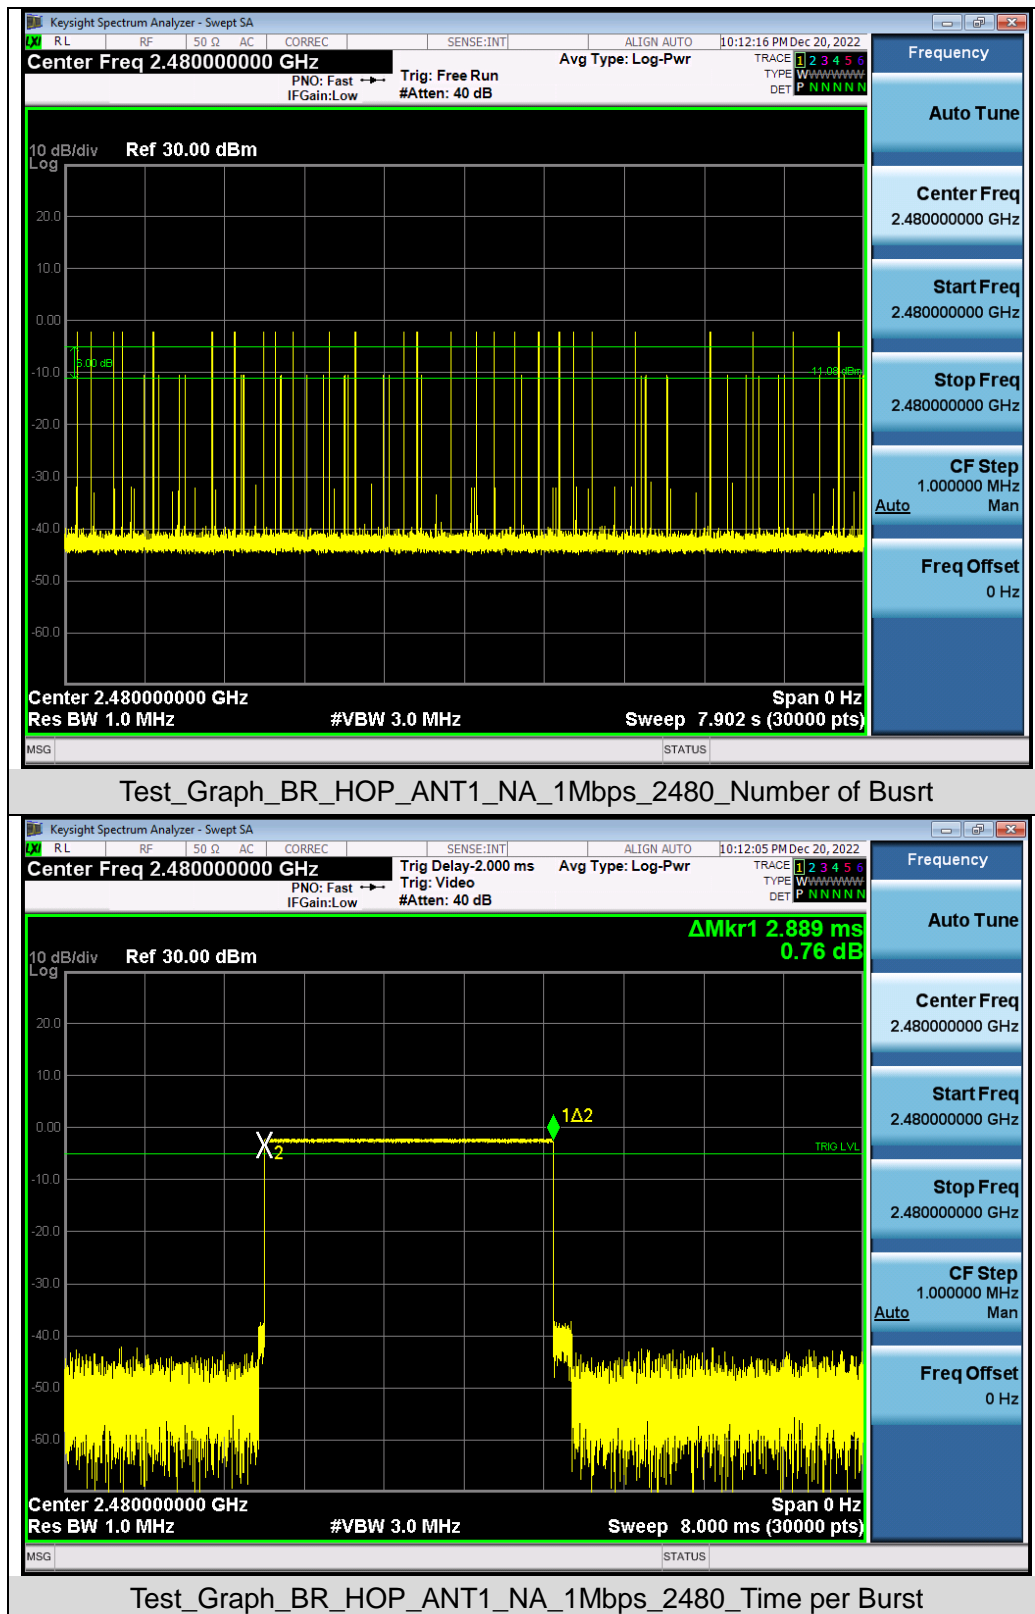 Keysight Spectrum Analyzer - Swept SA
LXI RL RF 50 Ω AC CORREC SENSE:INT ALIGN AUTO 10:12:16 PM Dec 20, 2022
Center Freq 2.480000000 GHz
PNO: Fast
IFGain:Low
Trig: Free Run
#Atten: 40 dB
Avg Type: Log-Pwr
TRACE 1 2 3 4 5 6
TYPE W W W W W W
DET P N N N N N
10 dB/div Ref 30.00 dBm
Log
20.0
10.0
0.00
6.00 dB
-10.0
-11.08 dBm
-20.0
-30.0
-40.0
-50.0
-60.0
Center 2.480000000 GHz Span 0 Hz
Res BW 1.0 MHz #VBW 3.0 MHz Sweep 7.902 s (30000 pts)
MSG STATUS
Frequency
Auto Tune
Center Freq
2.480000000 GHz
Start Freq
2.480000000 GHz
Stop Freq
2.480000000 GHz
CF Step
1.000000 MHz
Auto Man
Freq Offset
0 Hz
Test_Graph_BR_HOP_ANT1_NA_1Mbps_2480_Number of Busrt
Keysight Spectrum Analyzer - Swept SA
LXI RL RF 50 Ω AC CORREC SENSE:INT ALIGN AUTO 10:12:05 PM Dec 20, 2022
Center Freq 2.480000000 GHz
PNO: Fast
IFGain:Low
Trig Delay-2.000 ms
Trig: Video
#Atten: 40 dB
Avg Type: Log-Pwr
TRACE 1 2 3 4 5 6
TYPE W W W W W W
DET P N N N N N
ΔMkr1 2.889 ms
0.76 dB
10 dB/div Ref 30.00 dBm
Log
20.0
10.0
0.00
1Δ2
X2
TRIG LVL
-10.0
-20.0
-30.0
-40.0
-50.0
-60.0
Center 2.480000000 GHz Span 0 Hz
Res BW 1.0 MHz #VBW 3.0 MHz Sweep 8.000 ms (30000 pts)
MSG STATUS
Frequency
Auto Tune
Center Freq
2.480000000 GHz
Start Freq
2.480000000 GHz
Stop Freq
2.480000000 GHz
CF Step
1.000000 MHz
Auto Man
Freq Offset
0 Hz
Test_Graph_BR_HOP_ANT1_NA_1Mbps_2480_Time per Burst